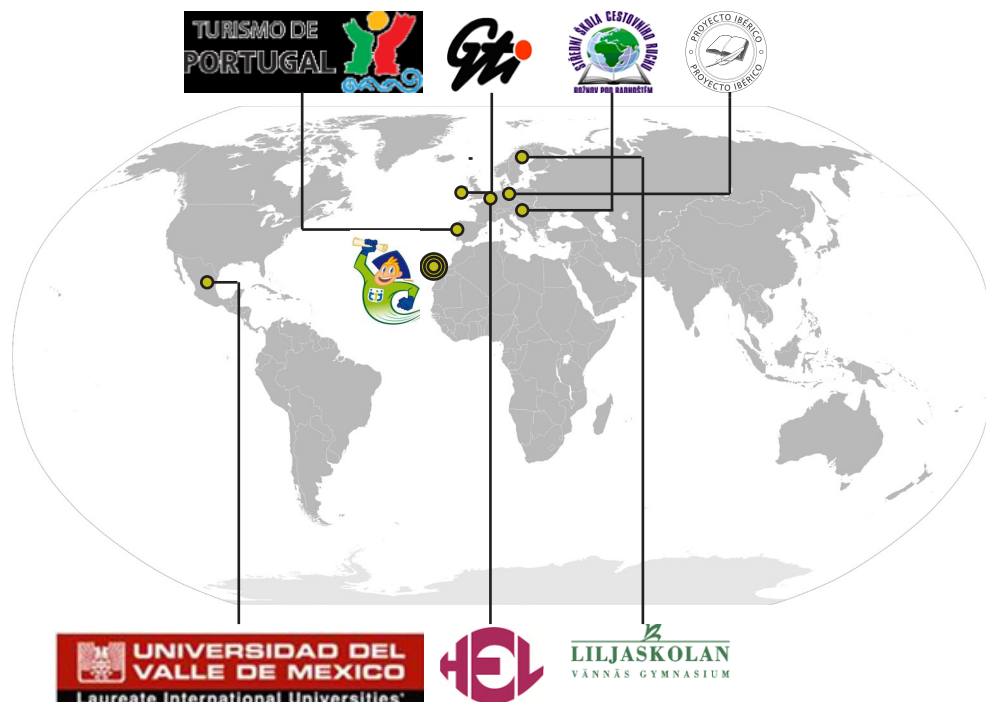 TURISMO DE
PORTUGAL
Gti
STŘEDNÍ ŠKOLA CESTOVNÍHO RUCHU
ROŽNOV POD RADHOŠTĚM
PROYECTO IBÉRICO
PROYECTO IBÉRICO
UNIVERSIDAD DEL
VALLE DE MEXICO
Laureate International Universities
HEL
LILJASKOLAN
VÄNNÄS GYMNASIUM